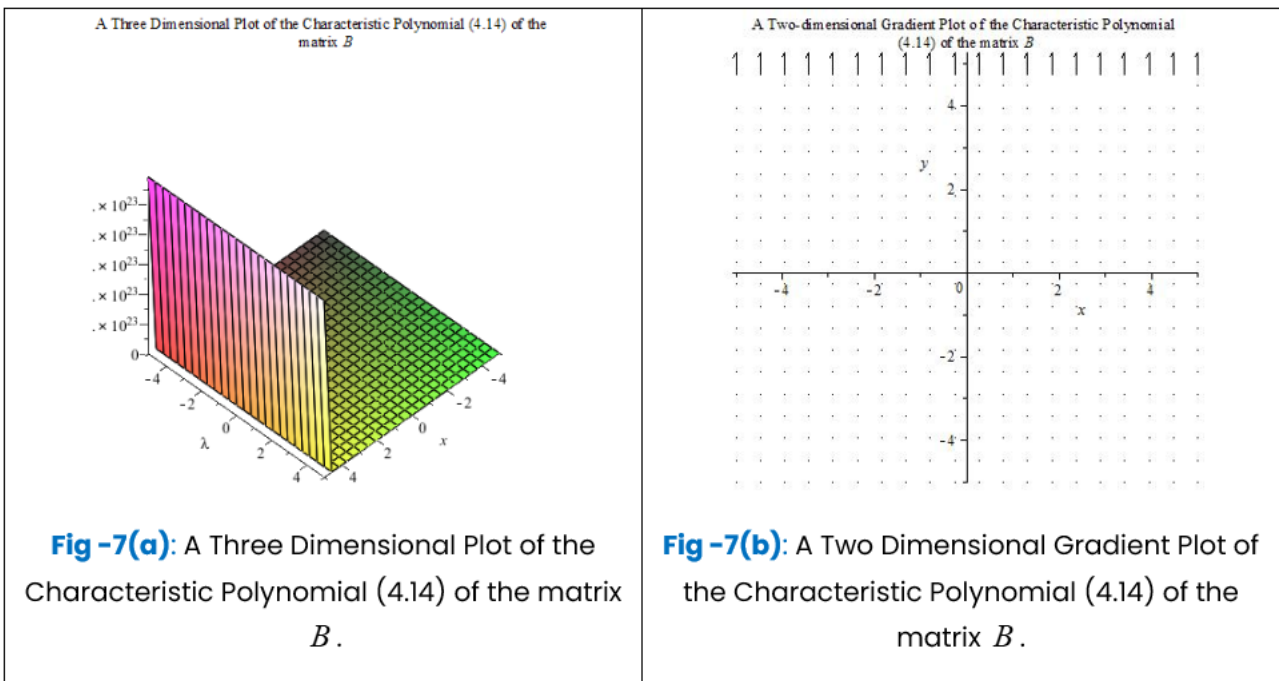 A Three Dimensional Plot of the Characteristic Polynomial (4.14) of the
matrix B
. × 10²³
. × 10²³
. × 10²³
. × 10²³
. × 10²³
0
-4
-2
0
2
4
λ
4
2
0
-2
-4
x
Fig -7(a): A Three Dimensional Plot of the
Characteristic Polynomial (4.14) of the matrix
B.
A Two-dimensional Gradient Plot of the Characteristic Polynomial
(4.14) of the matrix B
4
y
2
-4
-2
0
2
4
x
-2
-4
Fig -7(b): A Two Dimensional Gradient Plot of
the Characteristic Polynomial (4.14) of the
matrix B.